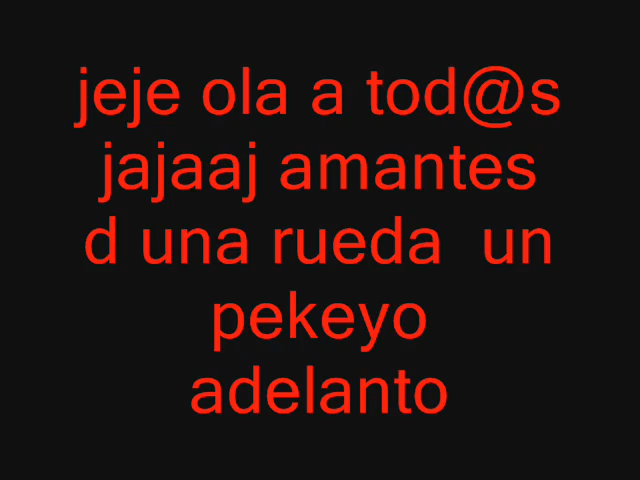 jeje ola a tod@s
jajaaj amantes
d una rueda  un
pekeyo
adelanto